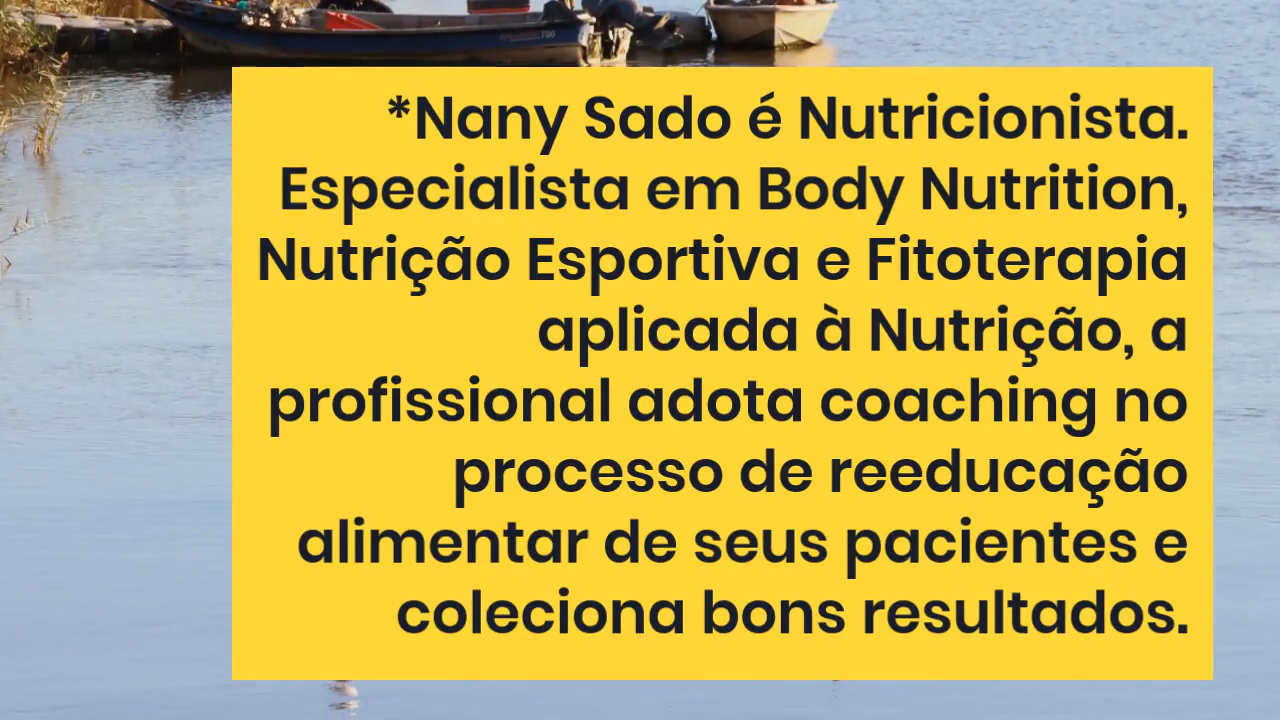 *Nany Sado é Nutricionista.
Especialista em Body Nutrition,
Nutrição Esportiva e Fitoterapia
aplicada à Nutrição, a
profissional adota coaching no
processo de reeducação
alimentar de seus pacientes e
coleciona bons resultados.
700